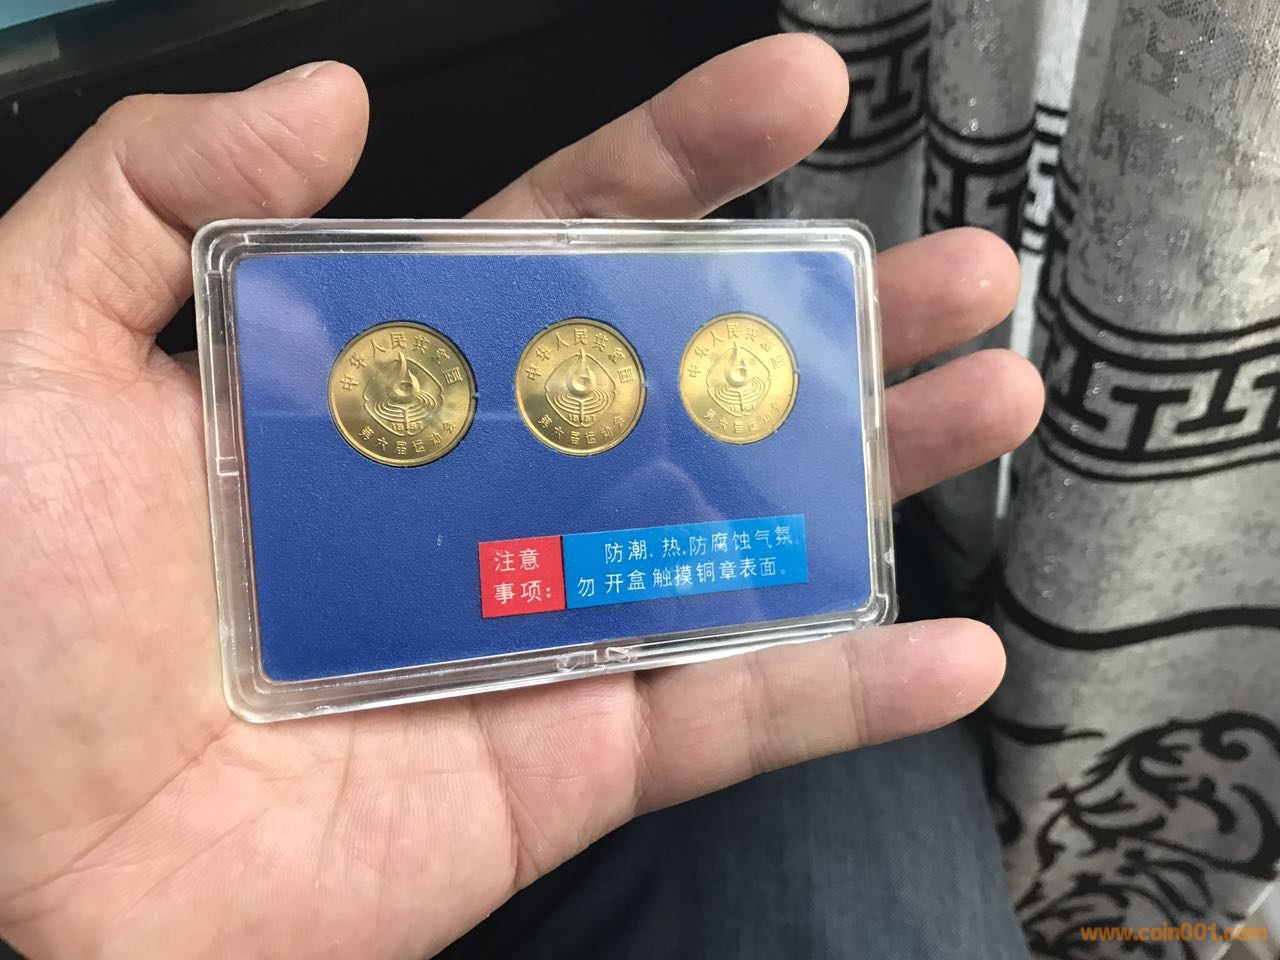 中华人民共和国
1987
第六届运动会
中华人民共和国
1987
第六届运动会
中华人民共和国
1987
第六届运动会
注意
事项:
防潮、热,防腐蚀气氛,
勿开盒触摸铜章表面。
www.coin001.com